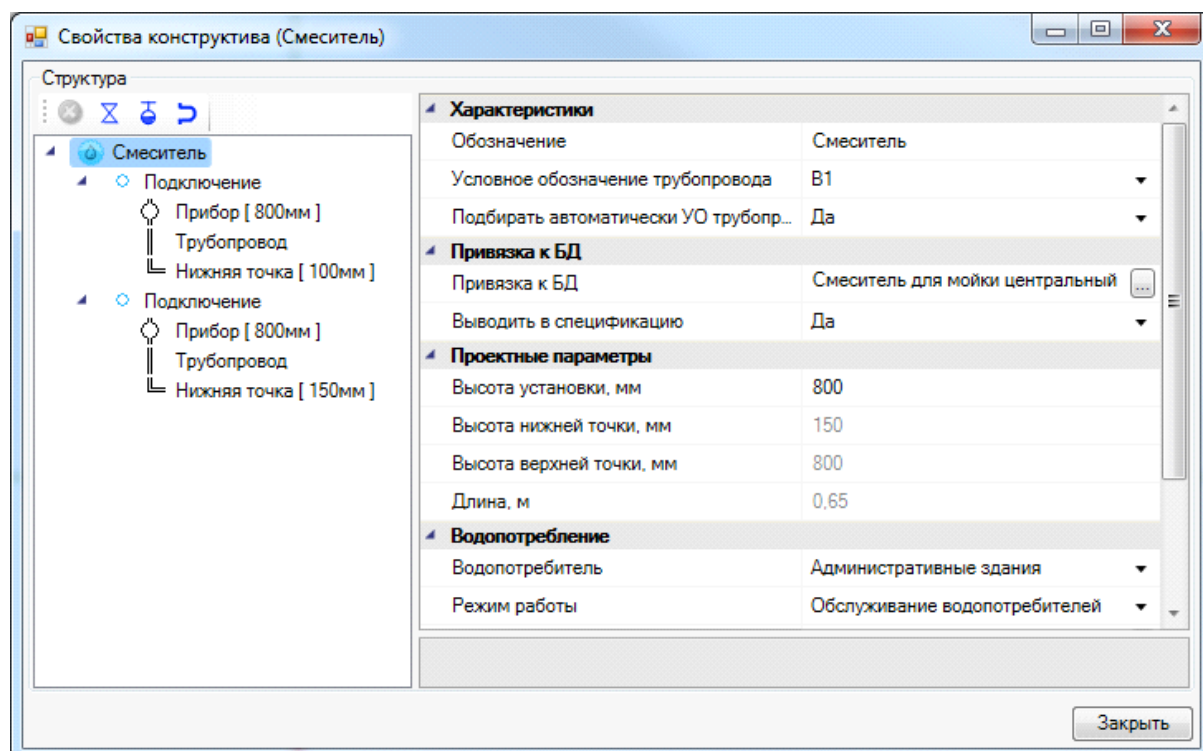 Свойства конструктива (Смеситель)
Структура
Смеситель
Подключение
Прибор [ 800мм ]
Трубопровод
Нижняя точка [ 100мм ]
Подключение
Прибор [ 800мм ]
Трубопровод
Нижняя точка [ 150мм ]
Характеристики
Обозначение Смеситель
Условное обозначение трубопровода В1
Подбирать автоматически УО трубопр... Да
Привязка к БД
Привязка к БД Смеситель для мойки центральный ...
Выводить в спецификацию Да
Проектные параметры
Высота установки, мм 800
Высота нижней точки, мм 150
Высота верхней точки, мм 800
Длина, м 0,65
Водопотребление
Водопотребитель Административные здания
Режим работы Обслуживание водопотребителей
Закрыть